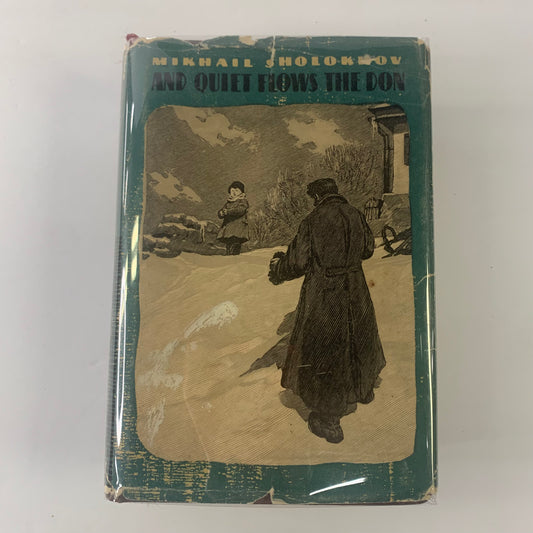 MIKHAIL SHOLOKHOV
AND QUIET FLOWS THE DON